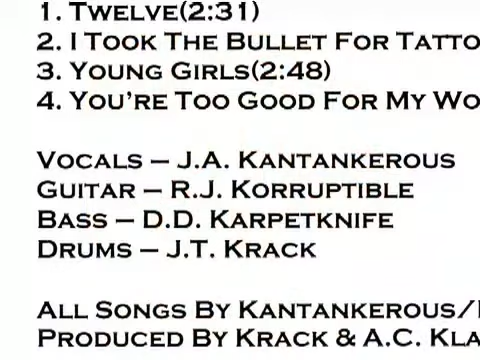 1. Twelve(2:31)
2. I Took The Bullet For Tatto
3. Young Girls(2:48)
4. You're Too Good For My Wo
Vocals – J.A. Kantankerous
Guitar – R.J. Korruptible
Bass – D.D. Karpetknife
Drums – J.T. Krack
All Songs By Kantankerous/
Produced By Krack & A.C. Kla